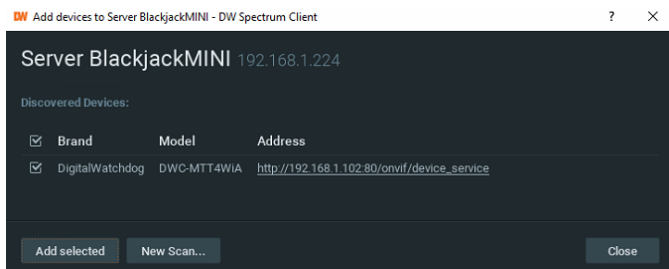 DW Add devices to Server BlackjackMINI - DW Spectrum Client ? ×
Server BlackjackMINI 192.168.1.224
Discovered Devices:
Brand Model Address
DigitalWatchdog DWC-MTT4WiA http://192.168.1.102:80/onvif/device_service
Add selected New Scan... Close